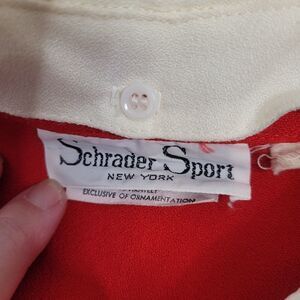 Schrader Sport
NEW YORK
EXCLUSIVE OF ORNAMENTATION